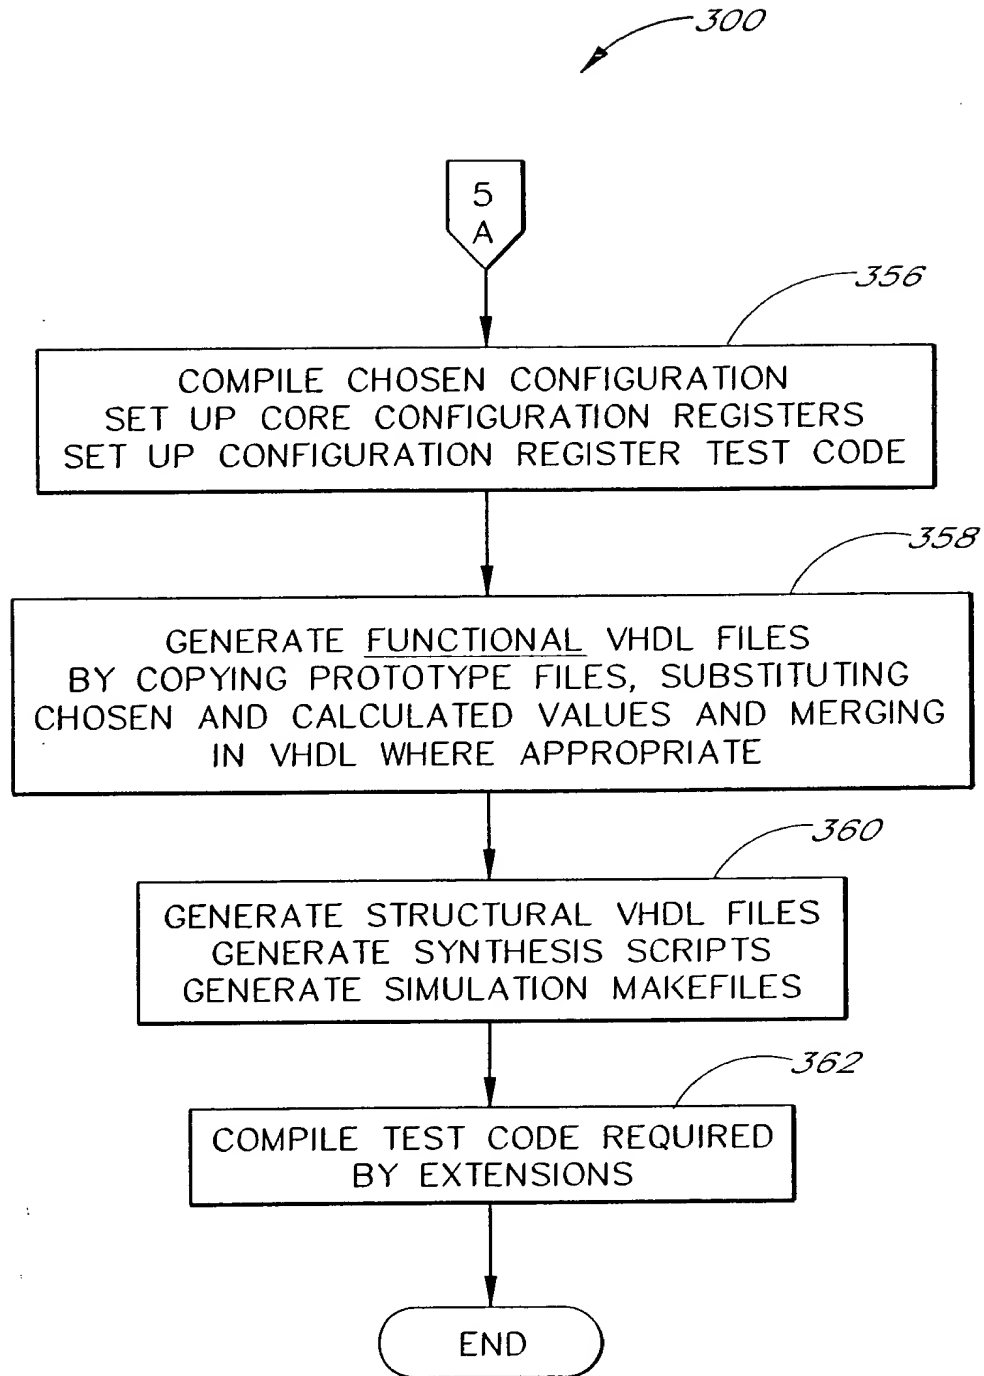 300
5
A
356
COMPILE CHOSEN CONFIGURATION
SET UP CORE CONFIGURATION REGISTERS
SET UP CONFIGURATION REGISTER TEST CODE
358
GENERATE FUNCTIONAL VHDL FILES
BY COPYING PROTOTYPE FILES, SUBSTITUTING
CHOSEN AND CALCULATED VALUES AND MERGING
IN VHDL WHERE APPROPRIATE
360
GENERATE STRUCTURAL VHDL FILES
GENERATE SYNTHESIS SCRIPTS
GENERATE SIMULATION MAKEFILES
362
COMPILE TEST CODE REQUIRED
BY EXTENSIONS
END